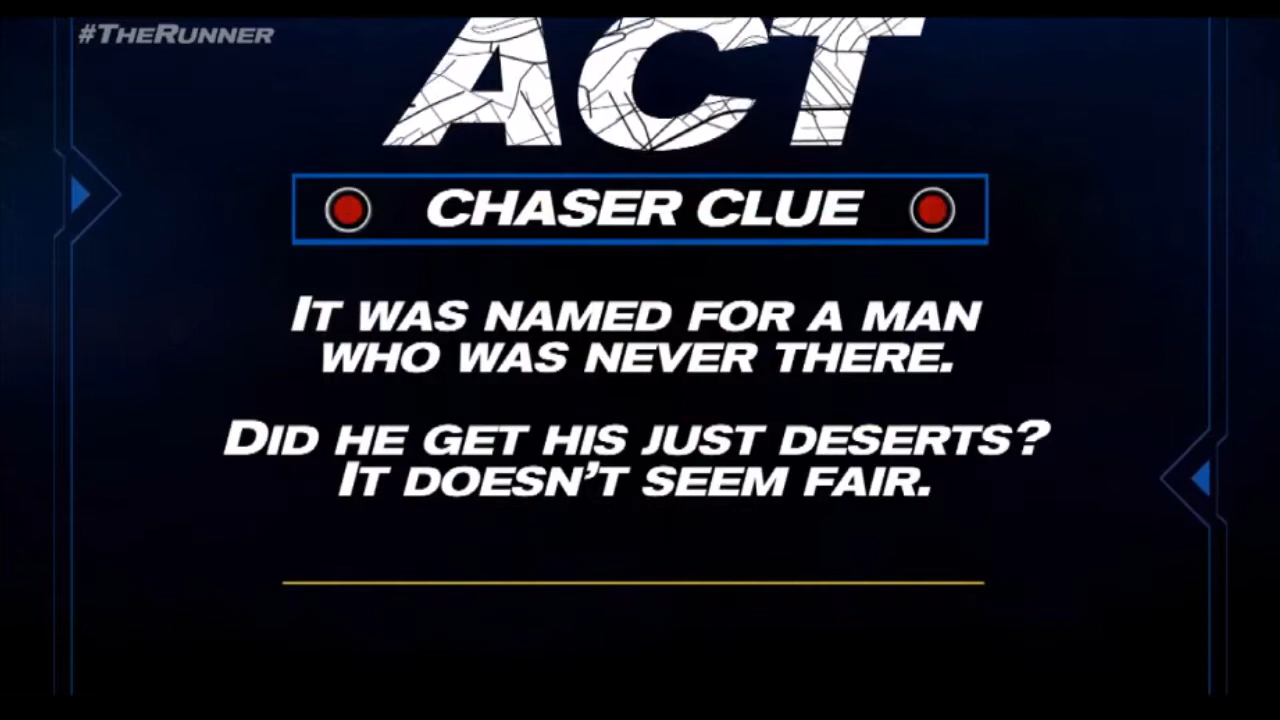 #THERUNNER
ACT
CHASER CLUE
IT WAS NAMED FOR A MAN
WHO WAS NEVER THERE.
DID HE GET HIS JUST DESERTS?
IT DOESN'T SEEM FAIR.